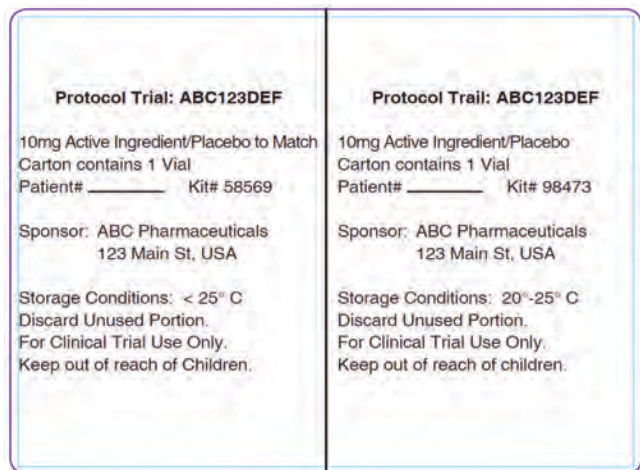 Protocol Trial: ABC123DEF
10mg Active Ingredient/Placebo to Match
Carton contains 1 Vial
Patient# ________ Kit# 58569
Sponsor: ABC Pharmaceuticals
123 Main St, USA
Storage Conditions: < 25° C
Discard Unused Portion.
For Clinical Trial Use Only.
Keep out of reach of Children.
Protocol Trail: ABC123DEF
10mg Active Ingredient/Placebo
Carton contains 1 Vial
Patient# ________ Kit# 98473
Sponsor: ABC Pharmaceuticals
123 Main St, USA
Storage Conditions: 20°-25° C
Discard Unused Portion.
For Clinical Trial Use Only.
Keep out of reach of Children.